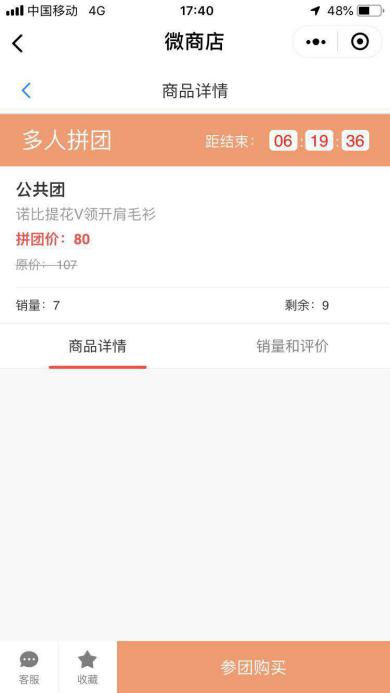 中国移动 4G 17:40 48%
微商店
商品详情
多人拼团 距结束： 06:19:36
公共团
诺比提花V领开肩毛衫
拼团价：80
原价：107
销量：7 剩余：9
商品详情 销量和评价
客服 收藏 参团购买